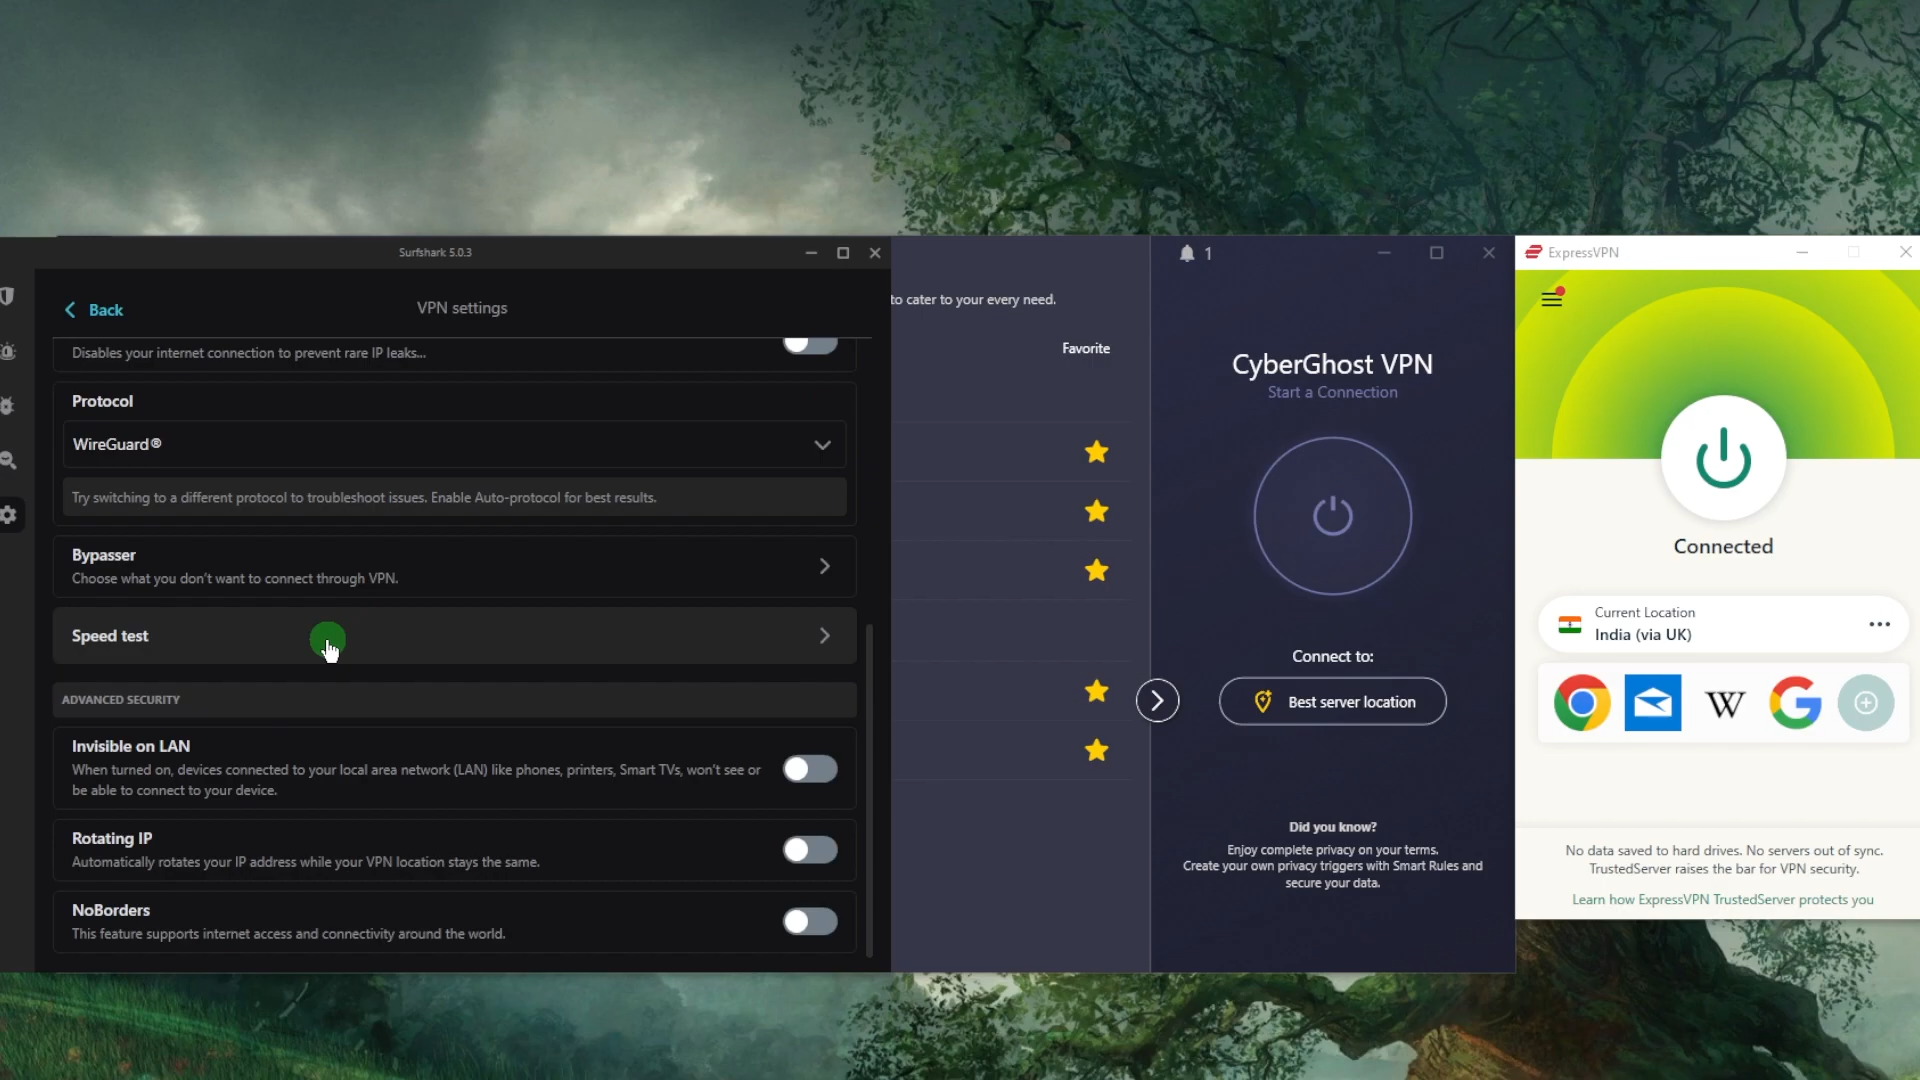 Surfshark 5.0.3
Back
VPN settings
Disables your internet connection to prevent rare IP leaks...
Protocol
WireGuard®
Try switching to a different protocol to troubleshoot issues. Enable Auto-protocol for best results.
Bypasser
Choose what you don't want to connect through VPN.
Speed test
ADVANCED SECURITY
Invisible on LAN
When turned on, devices connected to your local area network (LAN) like phones, printers, Smart TVs, won't see or
be able to connect to your device.
Rotating IP
Automatically rotates your IP address while your VPN location stays the same.
NoBorders
This feature supports internet access and connectivity around the world.
to cater to your every need.
Favorite
1
CyberGhost VPN
Start a Connection
Connect to:
Best server location
Did you know?
Enjoy complete privacy on your terms.
Create your own privacy triggers with Smart Rules and
secure your data.
ExpressVPN
Connected
Current Location
India (via UK)
W
G
No data saved to hard drives. No servers out of sync.
TrustedServer raises the bar for VPN security.
Learn how ExpressVPN TrustedServer protects you